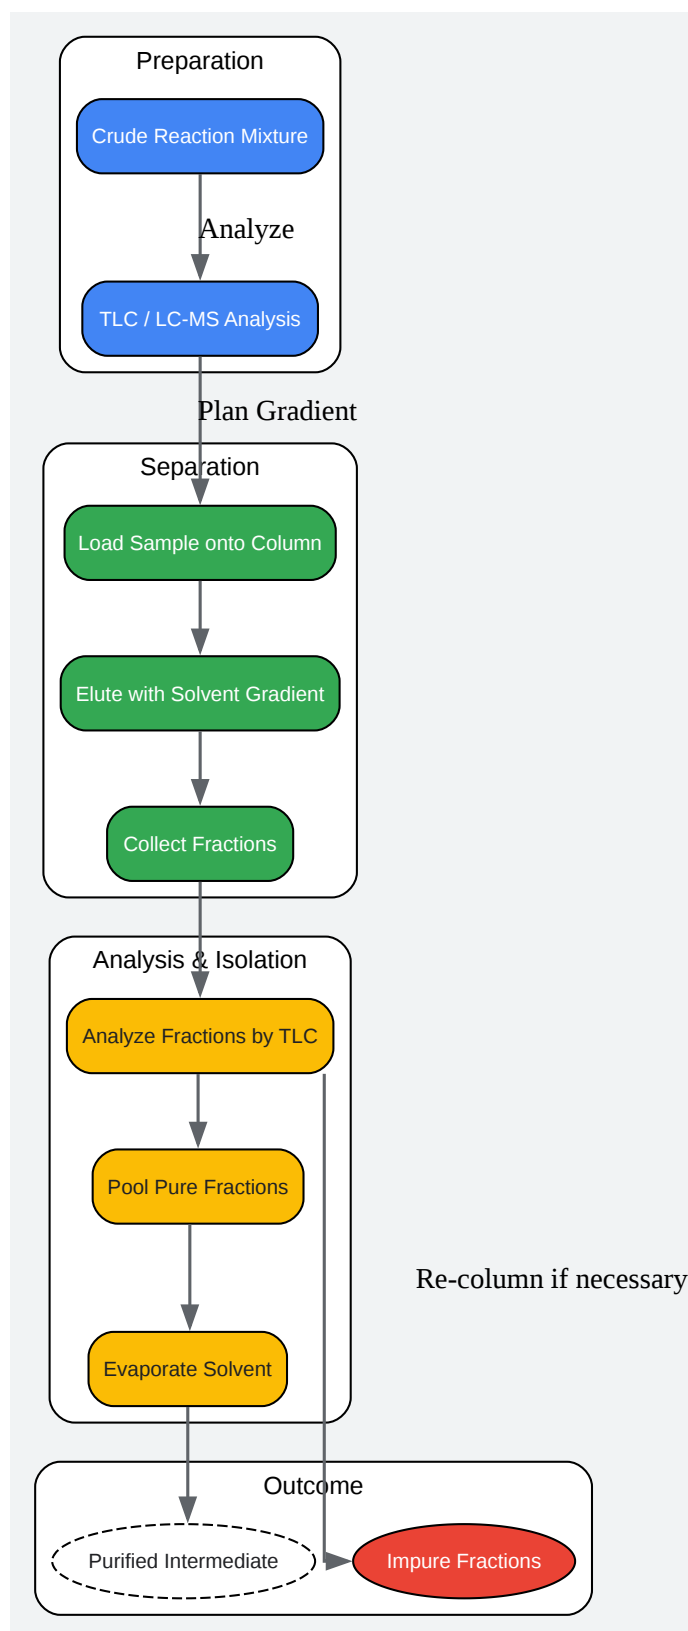 Preparation
Crude Reaction Mixture
Analyze
TLC / LC-MS Analysis
Plan Gradient
Separation
Load Sample onto Column
Elute with Solvent Gradient
Collect Fractions
Analysis & Isolation
Analyze Fractions by TLC
Pool Pure Fractions
Re-column if necessary
Evaporate Solvent
Outcome
Purified Intermediate
Impure Fractions